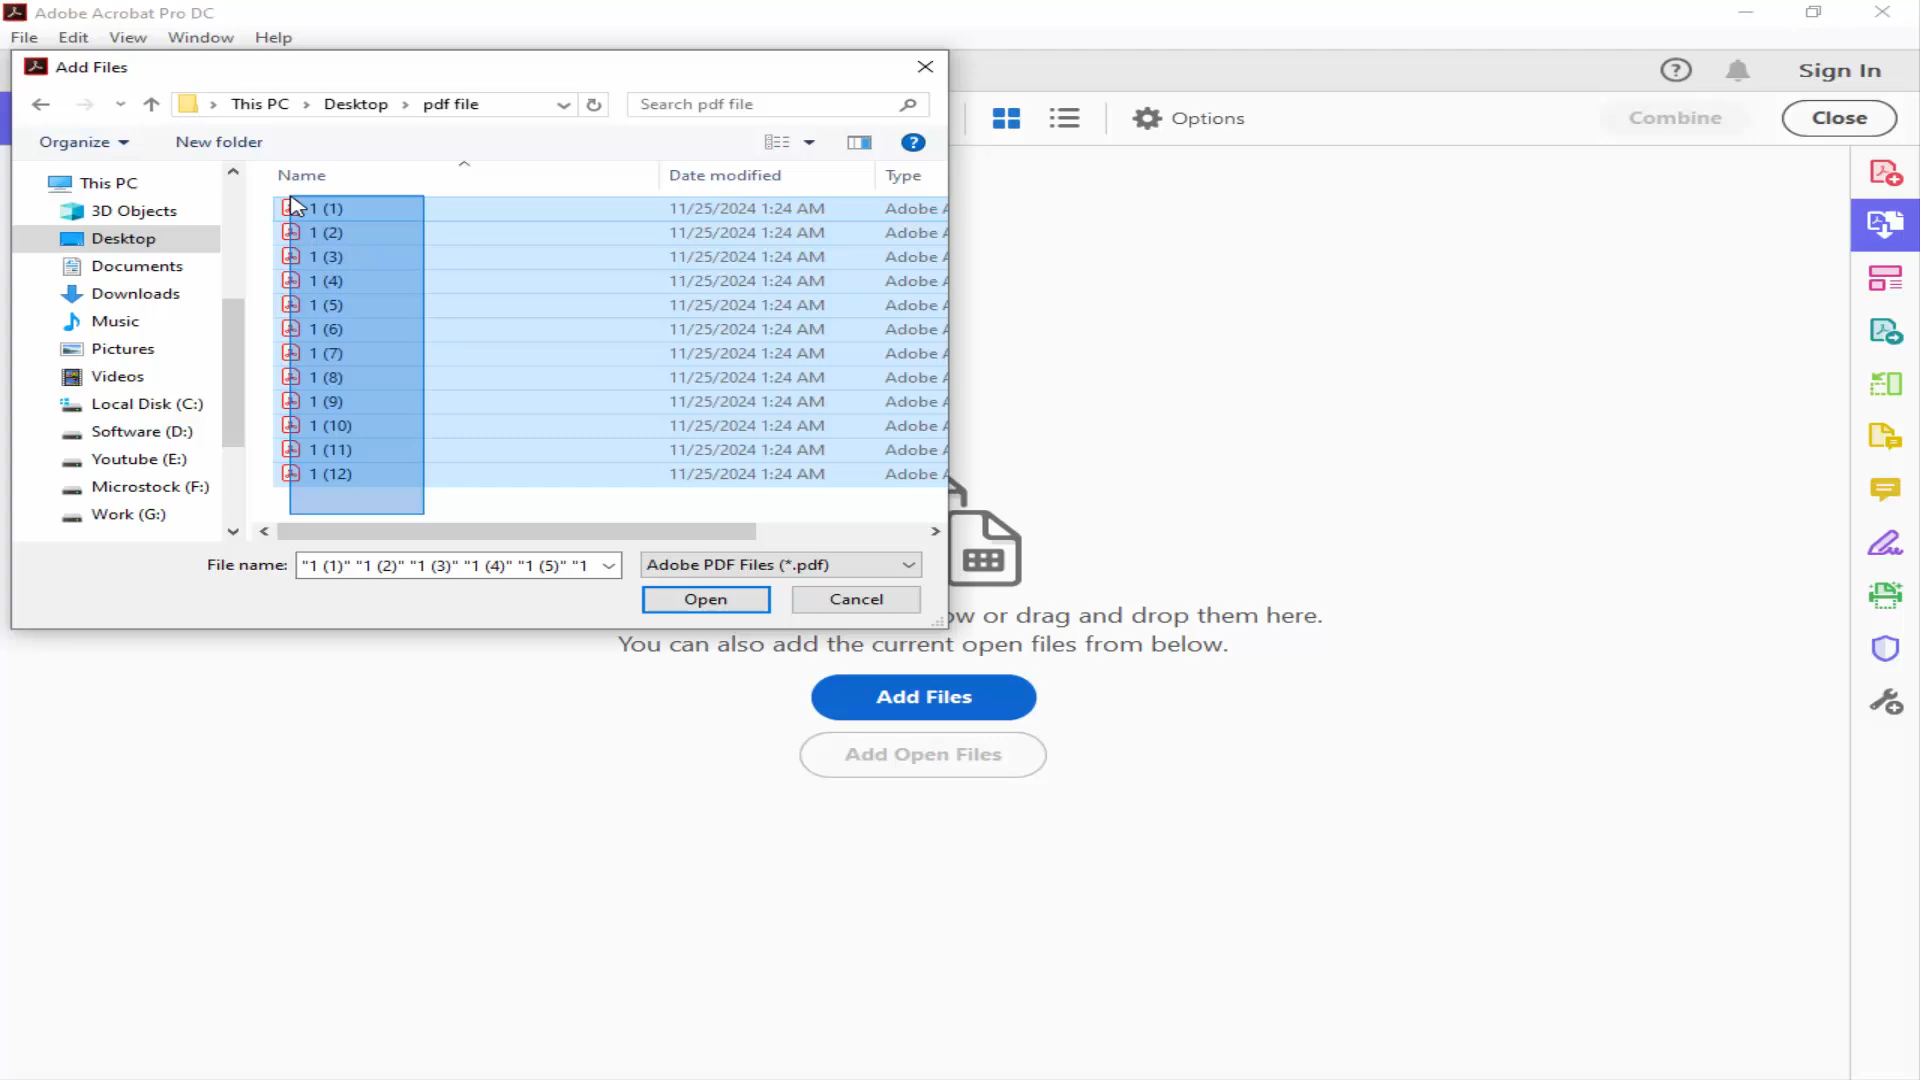 Adobe Acrobat Pro DC
File Edit View Window Help
Add Files
Sign In
This PC > Desktop > pdf file
Search pdf file
Options
Combine
Close
Organize
New folder
Name
Date modified
Type
This PC
3D Objects
Desktop
Documents
Downloads
Music
Pictures
Videos
Local Disk (C:)
Software (D:)
Youtube (E:)
Microstock (F:)
Work (G:)
1 (1) 11/25/2024 1:24 AM Adobe A
1 (2) 11/25/2024 1:24 AM Adobe A
1 (3) 11/25/2024 1:24 AM Adobe A
1 (4) 11/25/2024 1:24 AM Adobe A
1 (5) 11/25/2024 1:24 AM Adobe A
1 (6) 11/25/2024 1:24 AM Adobe A
1 (7) 11/25/2024 1:24 AM Adobe A
1 (8) 11/25/2024 1:24 AM Adobe A
1 (9) 11/25/2024 1:24 AM Adobe A
1 (10) 11/25/2024 1:24 AM Adobe A
1 (11) 11/25/2024 1:24 AM Adobe A
1 (12) 11/25/2024 1:24 AM Adobe A
File name: "1 (1)" "1 (2)" "1 (3)" "1 (4)" "1 (5)" "1
Adobe PDF Files (*.pdf)
Open
Cancel
or drag and drop them here.
You can also add the current open files from below.
Add Files
Add Open Files